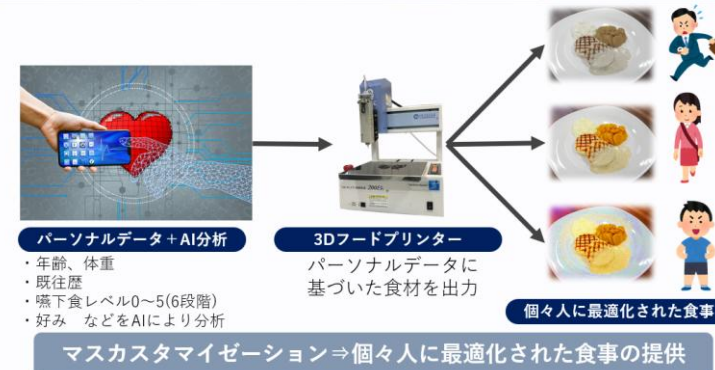 パーソナルデータ＋AI分析
・年齢、体重
・既往歴
・嚥下食レベル0～5(6段階)
・好み　などをAIにより分析
3Dフードプリンター
パーソナルデータに
基づいた食材を出力
個々人に最適化された食事
マスカスタマイゼーション⇒個々人に最適化された食事の提供